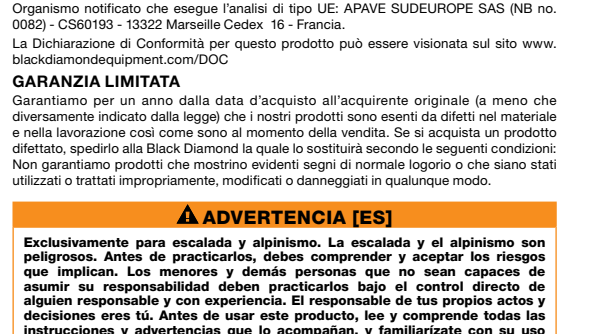 Organismo notificato che esegue l'analisi di tipo UE: APAVE SUDEUROPE SAS (NB no.
0082) - CS60193 - 13322 Marseille Cedex 16 - Francia.
La Dichiarazione di Conformità per questo prodotto può essere visionata sul sito www.
blackdiamondequipment.com/DOC
GARANZIA LIMITATA
Garantiamo per un anno dalla data d'acquisto all'acquirente originale (a meno che
diversamente indicato dalla legge) che i nostri prodotti sono esenti da difetti nel materiale
e nella lavorazione così come sono al momento della vendita. Se si acquista un prodotto
difettato, spedirlo alla Black Diamond la quale lo sostituirà secondo le seguenti condizioni:
Non garantiamo prodotti che mostrino evidenti segni di normale logorio o che siano stati
utilizzati o trattati impropriamente, modificati o danneggiati in qualunque modo.
ADVERTENCIA [ES]
Exclusivamente para escalada y alpinismo. La escalada y el alpinismo son
peligrosos. Antes de practicarlos, debes comprender y aceptar los riesgos
que implican. Los menores y demás personas que no sean capaces de
asumir su responsabilidad deben practicarlos bajo el control directo de
alguien responsable y con experiencia. El responsable de tus propios actos y
decisiones eres tú. Antes de usar este producto, lee y comprende todas las
instrucciones y advertencias que lo acompañan, y familiarízate con su uso